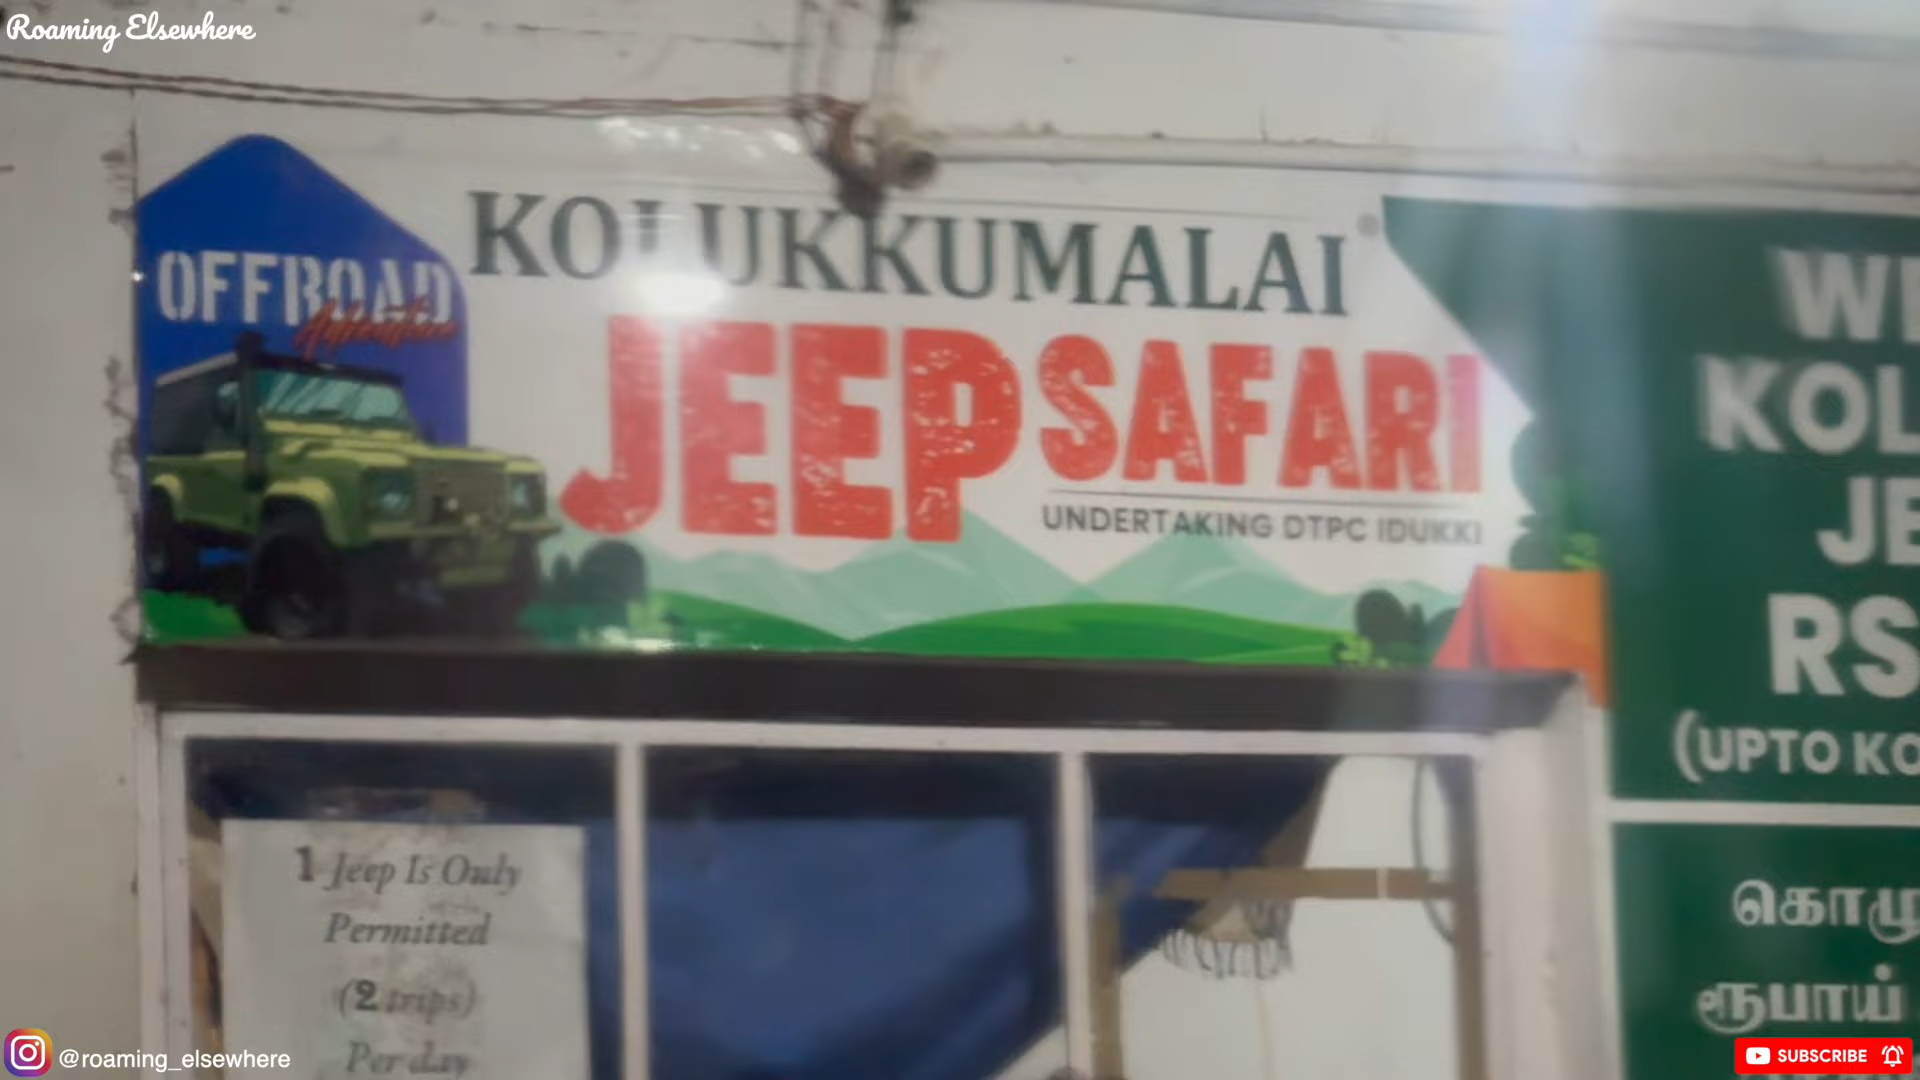 Roaming Elsewhere
OFFROAD
Adventure
KOLUKKUMALAI
JEEP SAFARI
UNDERTAKING DTPC IDUKKI
1 Jeep Is Only
Permitted
(2 trips)
Per day
KOL
JE
RS
(UPTO KO
கொழு
ரூபாய்
@roaming_elsewhere
SUBSCRIBE